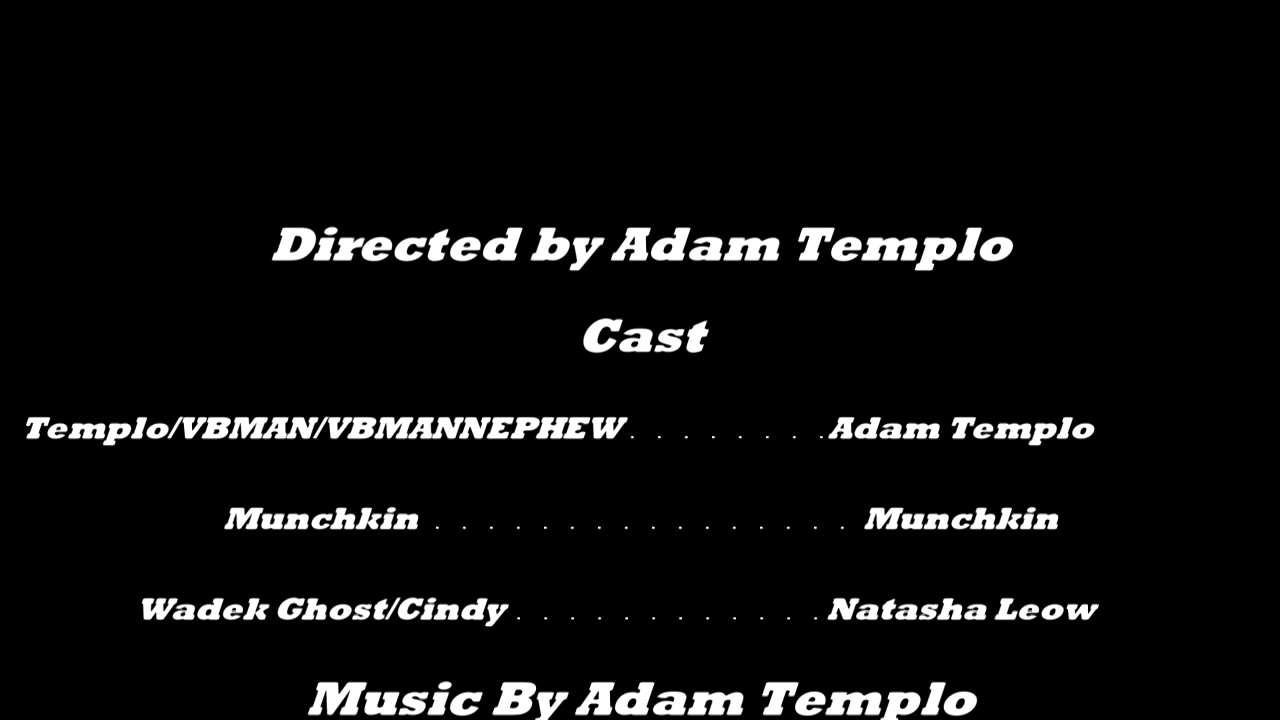 Directed by Adam Templo
Cast
Templo/VBMAN/VBMANNEPHEW . . . . . . . . Adam Templo
Munchkin . . . . . . . . . . . . . . . . Munchkin
Wadek Ghost/Cindy . . . . . . . . . . . . Natasha Leow
Music By Adam Templo